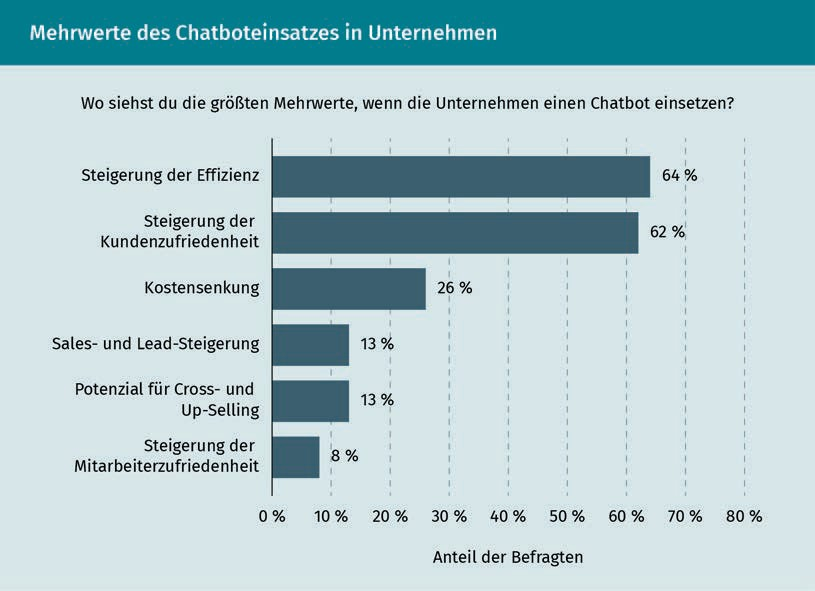 Mehrwerte des Chatboteinsatzes in Unternehmen
Wo siehst du die größten Mehrwerte, wenn die Unternehmen einen Chatbot einsetzen?
Steigerung der Effizienz
64 %
Steigerung der
Kundenzufriedenheit
62 %
Kostensenkung
26 %
Sales- und Lead-Steigerung
13 %
Potenzial für Cross- und
Up-Selling
13 %
Steigerung der
Mitarbeiterzufriedenheit
8 %
0 % 10 % 20 % 30 % 40 % 50 % 60 % 70 % 80 %
Anteil der Befragten